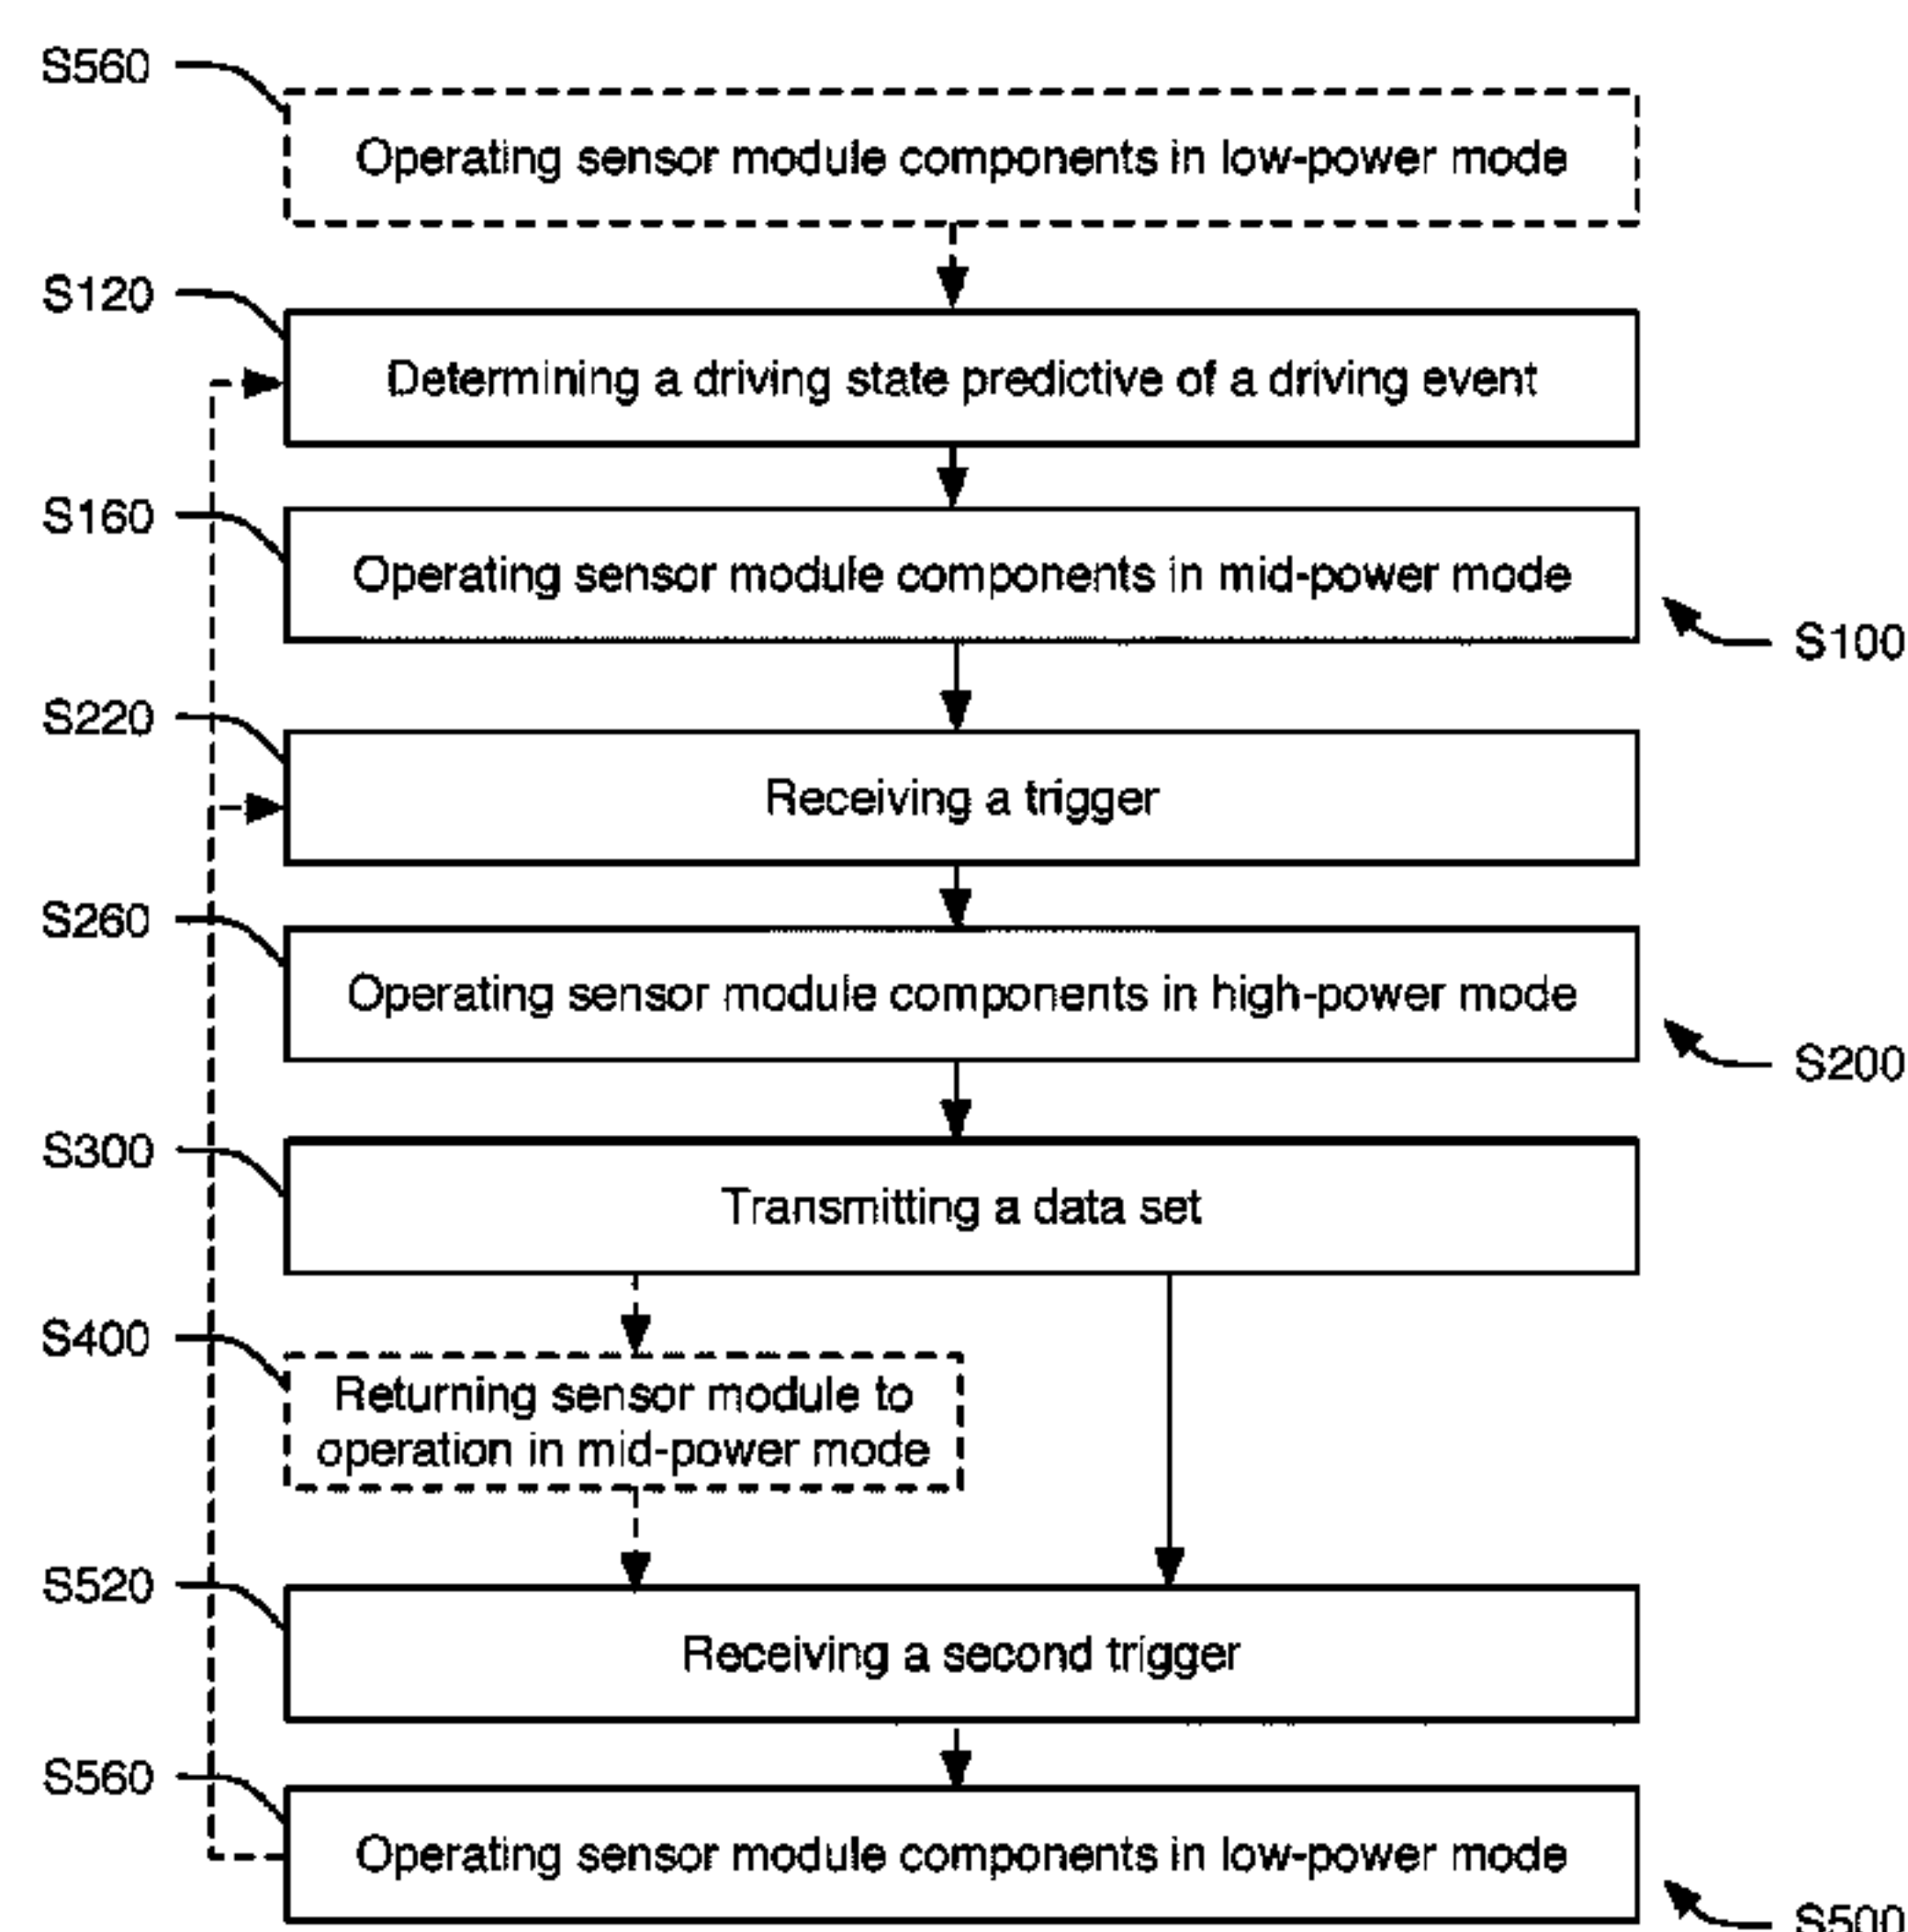 S560
Operating sensor module components in low-power mode
S120
Determining a driving state predictive of a driving event
S160
Operating sensor module components in mid-power mode
S100
S220
Receiving a trigger
S260
Operating sensor module components in high-power mode
S200
S300
Transmitting a data set
S400
Returning sensor module to
operation in mid-power mode
S520
Receiving a second trigger
S560
Operating sensor module components in low-power mode
S500